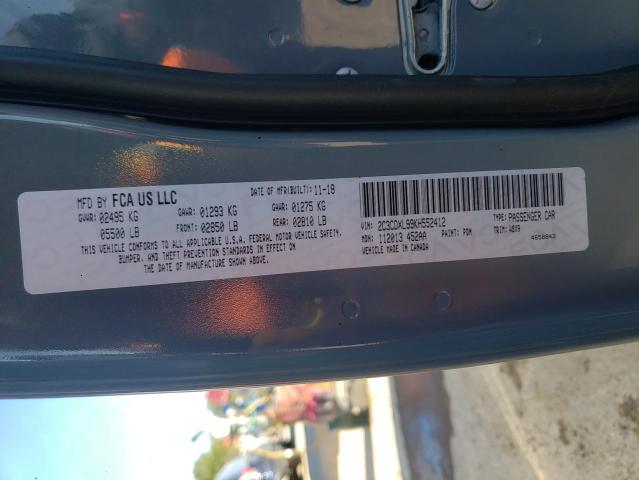 MFD BY FCA US LLC DATE OF MFR(BUILT):11-18
GVWR: 02495 KG GAWR: 01293 KG GAWR: 01275 KG
05500 LB FRONT: 02850 LB REAR: 02810 LB
THIS VEHICLE CONFORMS TO ALL APPLICABLE U.S.A. FEDERAL MOTOR VEHICLE SAFETY,
BUMPER, AND THEFT PREVENTION STANDARDS IN EFFECT ON
THE DATE OF MANUFACTURE SHOWN ABOVE.
VIN: 2C3CDXL99KH552412 TYPE: PASSENGER CAR
MDH: 112013 452AA PAINT: PDN TRIM: A8X9
VEHICLE MADE IN CANADA 4650843